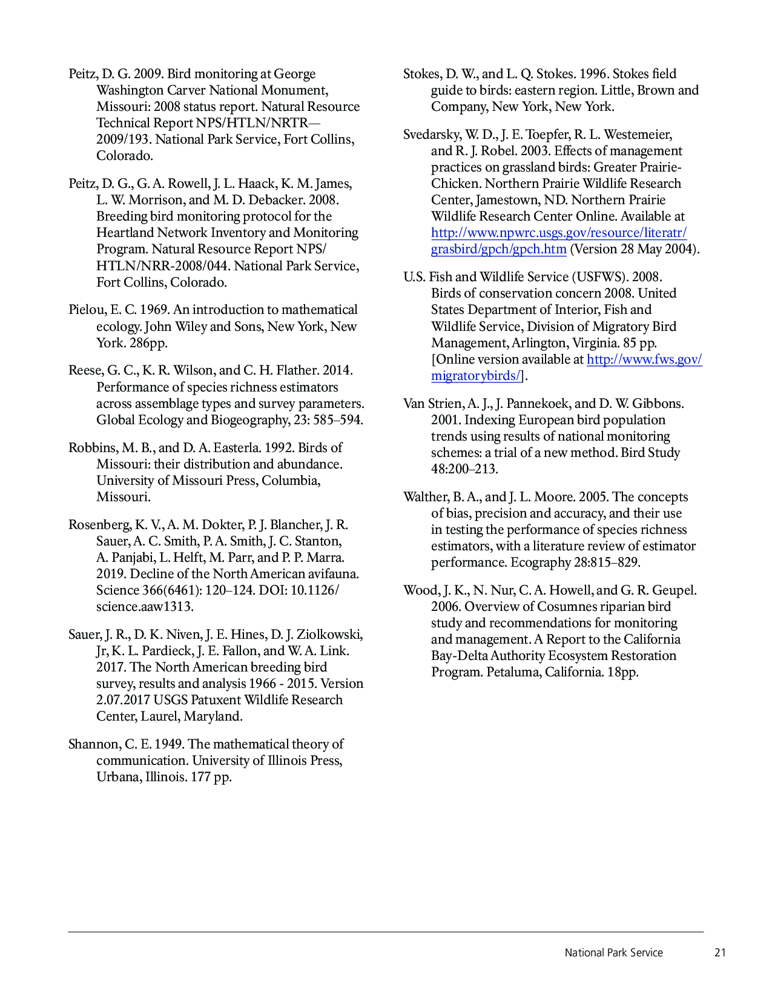 Peitz, D. G. 2009. Bird monitoring at George
Washington Carver National Monument,
Missouri: 2008 status report. Natural Resource
Technical Report NPS/HTLN/NRTR—
2009/193. National Park Service, Fort Collins,
Colorado.
Peitz, D. G., G. A. Rowell, J. L. Haack, K. M. James,
L. W. Morrison, and M. D. Debacker. 2008.
Breeding bird monitoring protocol for the
Heartland Network Inventory and Monitoring
Program. Natural Resource Report NPS/
HTLN/NRR-2008/044. National Park Service,
Fort Collins, Colorado.
Pielou, E. C. 1969. An introduction to mathematical
ecology. John Wiley and Sons, New York, New
York. 286pp.
Reese, G. C., K. R. Wilson, and C. H. Flather. 2014.
Performance of species richness estimators
across assemblage types and survey parameters.
Global Ecology and Biogeography, 23: 585–594.
Robbins, M. B., and D. A. Easterla. 1992. Birds of
Missouri: their distribution and abundance.
University of Missouri Press, Columbia,
Missouri.
Rosenberg, K. V., A. M. Dokter, P. J. Blancher, J. R.
Sauer, A. C. Smith, P. A. Smith, J. C. Stanton,
A. Panjabi, L. Helft, M. Parr, and P. P. Marra.
2019. Decline of the North American avifauna.
Science 366(6461): 120–124. DOI: 10.1126/
science.aaw1313.
Sauer, J. R., D. K. Niven, J. E. Hines, D. J. Ziolkowski,
Jr, K. L. Pardieck, J. E. Fallon, and W. A. Link.
2017. The North American breeding bird
survey, results and analysis 1966 - 2015. Version
2.07.2017 USGS Patuxent Wildlife Research
Center, Laurel, Maryland.
Shannon, C. E. 1949. The mathematical theory of
communication. University of Illinois Press,
Urbana, Illinois. 177 pp.
Stokes, D. W., and L. Q. Stokes. 1996. Stokes field
guide to birds: eastern region. Little, Brown and
Company, New York, New York.
Svedarsky, W. D., J. E. Toepfer, R. L. Westemeier,
and R. J. Robel. 2003. Effects of management
practices on grassland birds: Greater Prairie-
Chicken. Northern Prairie Wildlife Research
Center, Jamestown, ND. Northern Prairie
Wildlife Research Center Online. Available at
http://www.npwrc.usgs.gov/resource/literatr/
grasbird/gpch/gpch.htm (Version 28 May 2004).
U.S. Fish and Wildlife Service (USFWS). 2008.
Birds of conservation concern 2008. United
States Department of Interior, Fish and
Wildlife Service, Division of Migratory Bird
Management, Arlington, Virginia. 85 pp.
[Online version available at http://www.fws.gov/
migratorybirds/].
Van Strien, A. J., J. Pannekoek, and D. W. Gibbons.
2001. Indexing European bird population
trends using results of national monitoring
schemes: a trial of a new method. Bird Study
48:200–213.
Walther, B. A., and J. L. Moore. 2005. The concepts
of bias, precision and accuracy, and their use
in testing the performance of species richness
estimators, with a literature review of estimator
performance. Ecography 28:815–829.
Wood, J. K., N. Nur, C. A. Howell, and G. R. Geupel.
2006. Overview of Cosumnes riparian bird
study and recommendations for monitoring
and management. A Report to the California
Bay-Delta Authority Ecosystem Restoration
Program. Petaluma, California. 18pp.
National Park Service 21